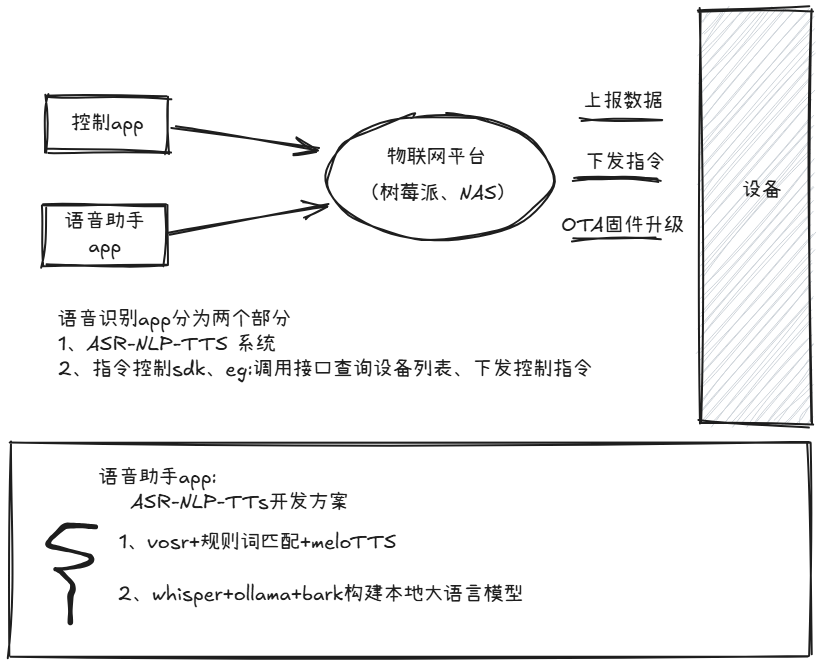 控制app
语音助手
app
物联网平台
（树莓派、NAS）
上报数据
下发指令
OTA固件升级
设备
语音识别app分为两个部分
1、ASR-NLP-TTS 系统
2、指令控制sdk、eg:调用接口查询设备列表、下发控制指令
语音助手app:
ASR-NLP-TTs开发方案
1、vosr+规则词匹配+meloTTS
2、whisper+ollama+bark构建本地大语言模型